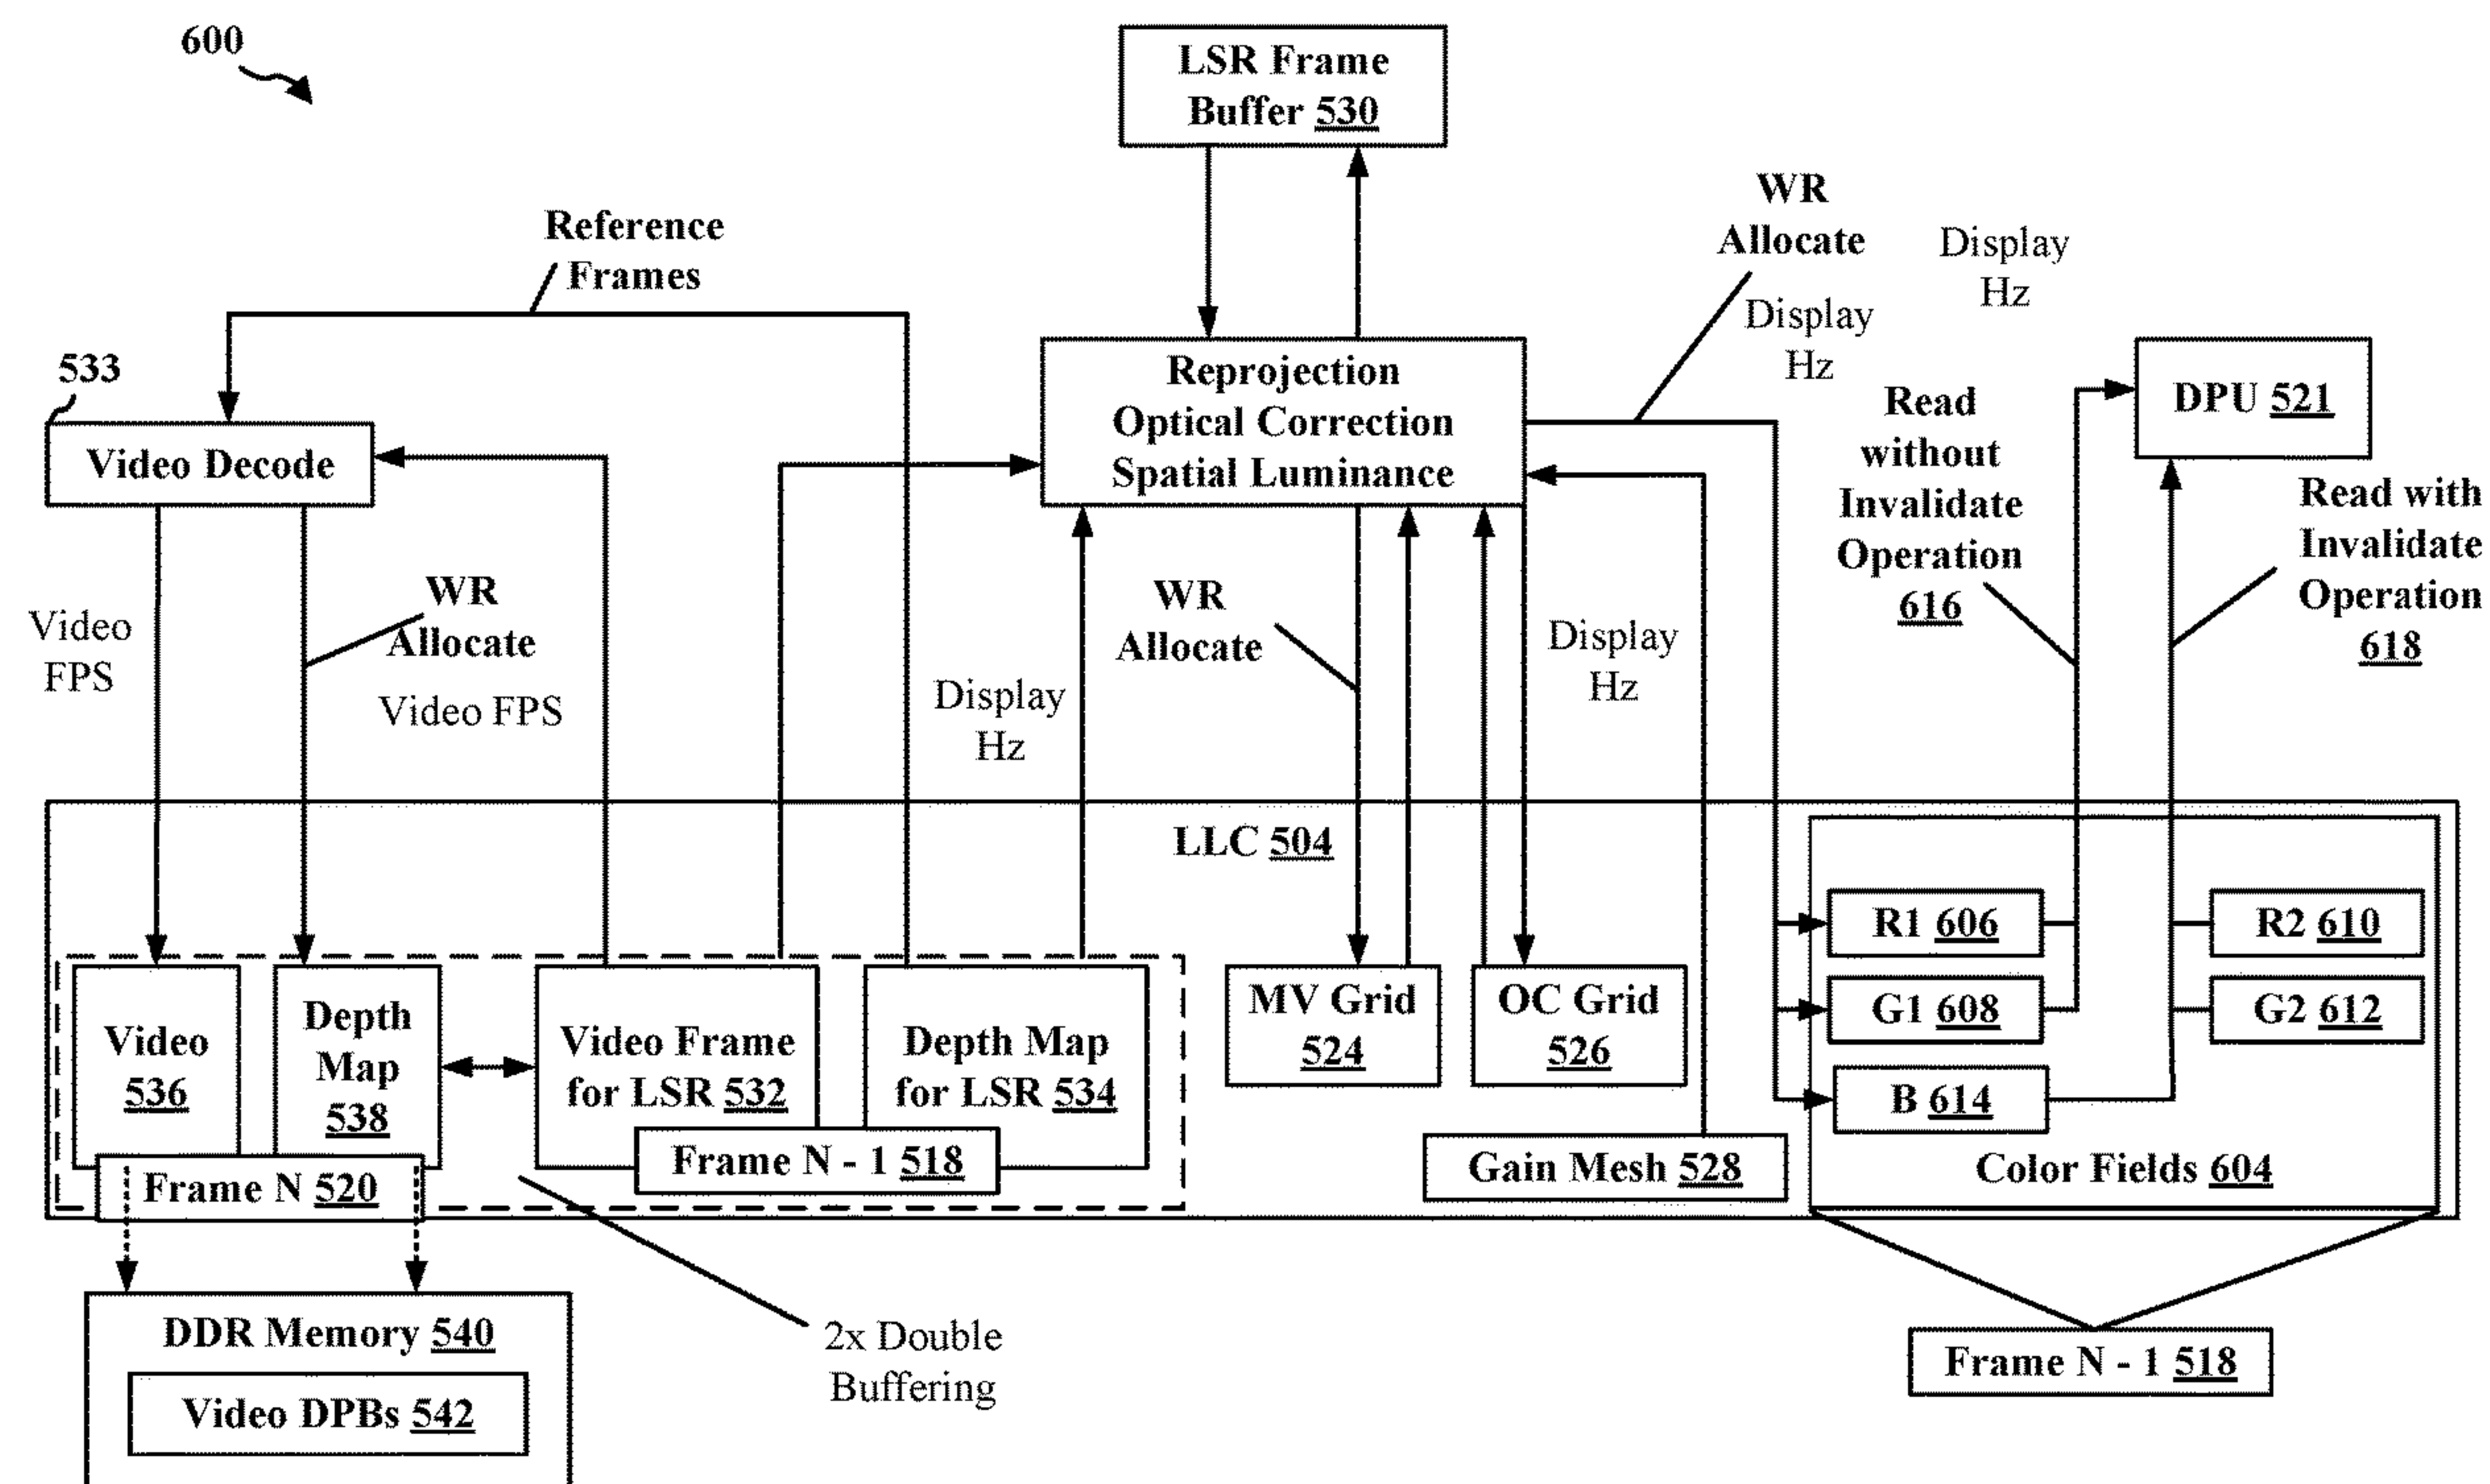 600
LSR Frame
Buffer 530
WR
Allocate
Display
Hz
Display
Hz
Reference
Frames
533
Video Decode
Reprojection
Optical Correction
Spatial Luminance
DPU 521
Read
without
Invalidate
Operation
616
Read with
Invalidate
Operation
618
Video
FPS
WR
Allocate
Video FPS
Display
Hz
WR
Allocate
Display
Hz
LLC 504
Video
536
Depth
Map
538
Video Frame
for LSR 532
Depth Map
for LSR 534
MV Grid
524
OC Grid
526
R1 606
R2 610
G1 608
G2 612
B 614
Frame N 520
Frame N - 1 518
Gain Mesh 528
Color Fields 604
DDR Memory 540
Video DPBs 542
2x Double
Buffering
Frame N - 1 518